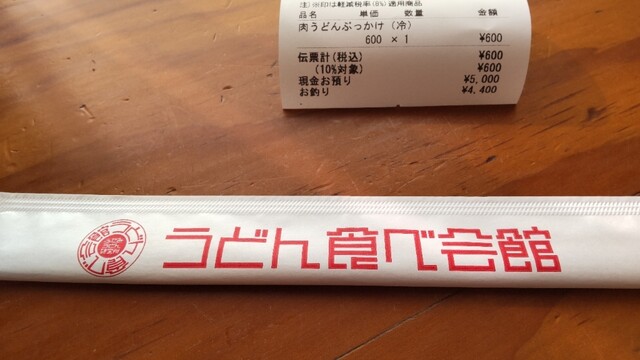 注)※印は軽減税率(8%)適用商品
品名 単価 数量 金額
肉うどんぶっかけ(冷)
600 × 1 ¥600
伝票計(税込) ¥600
(10%対象) ¥600
現金お預り ¥5,000
お釣り ¥4,400
うどん食べ会館